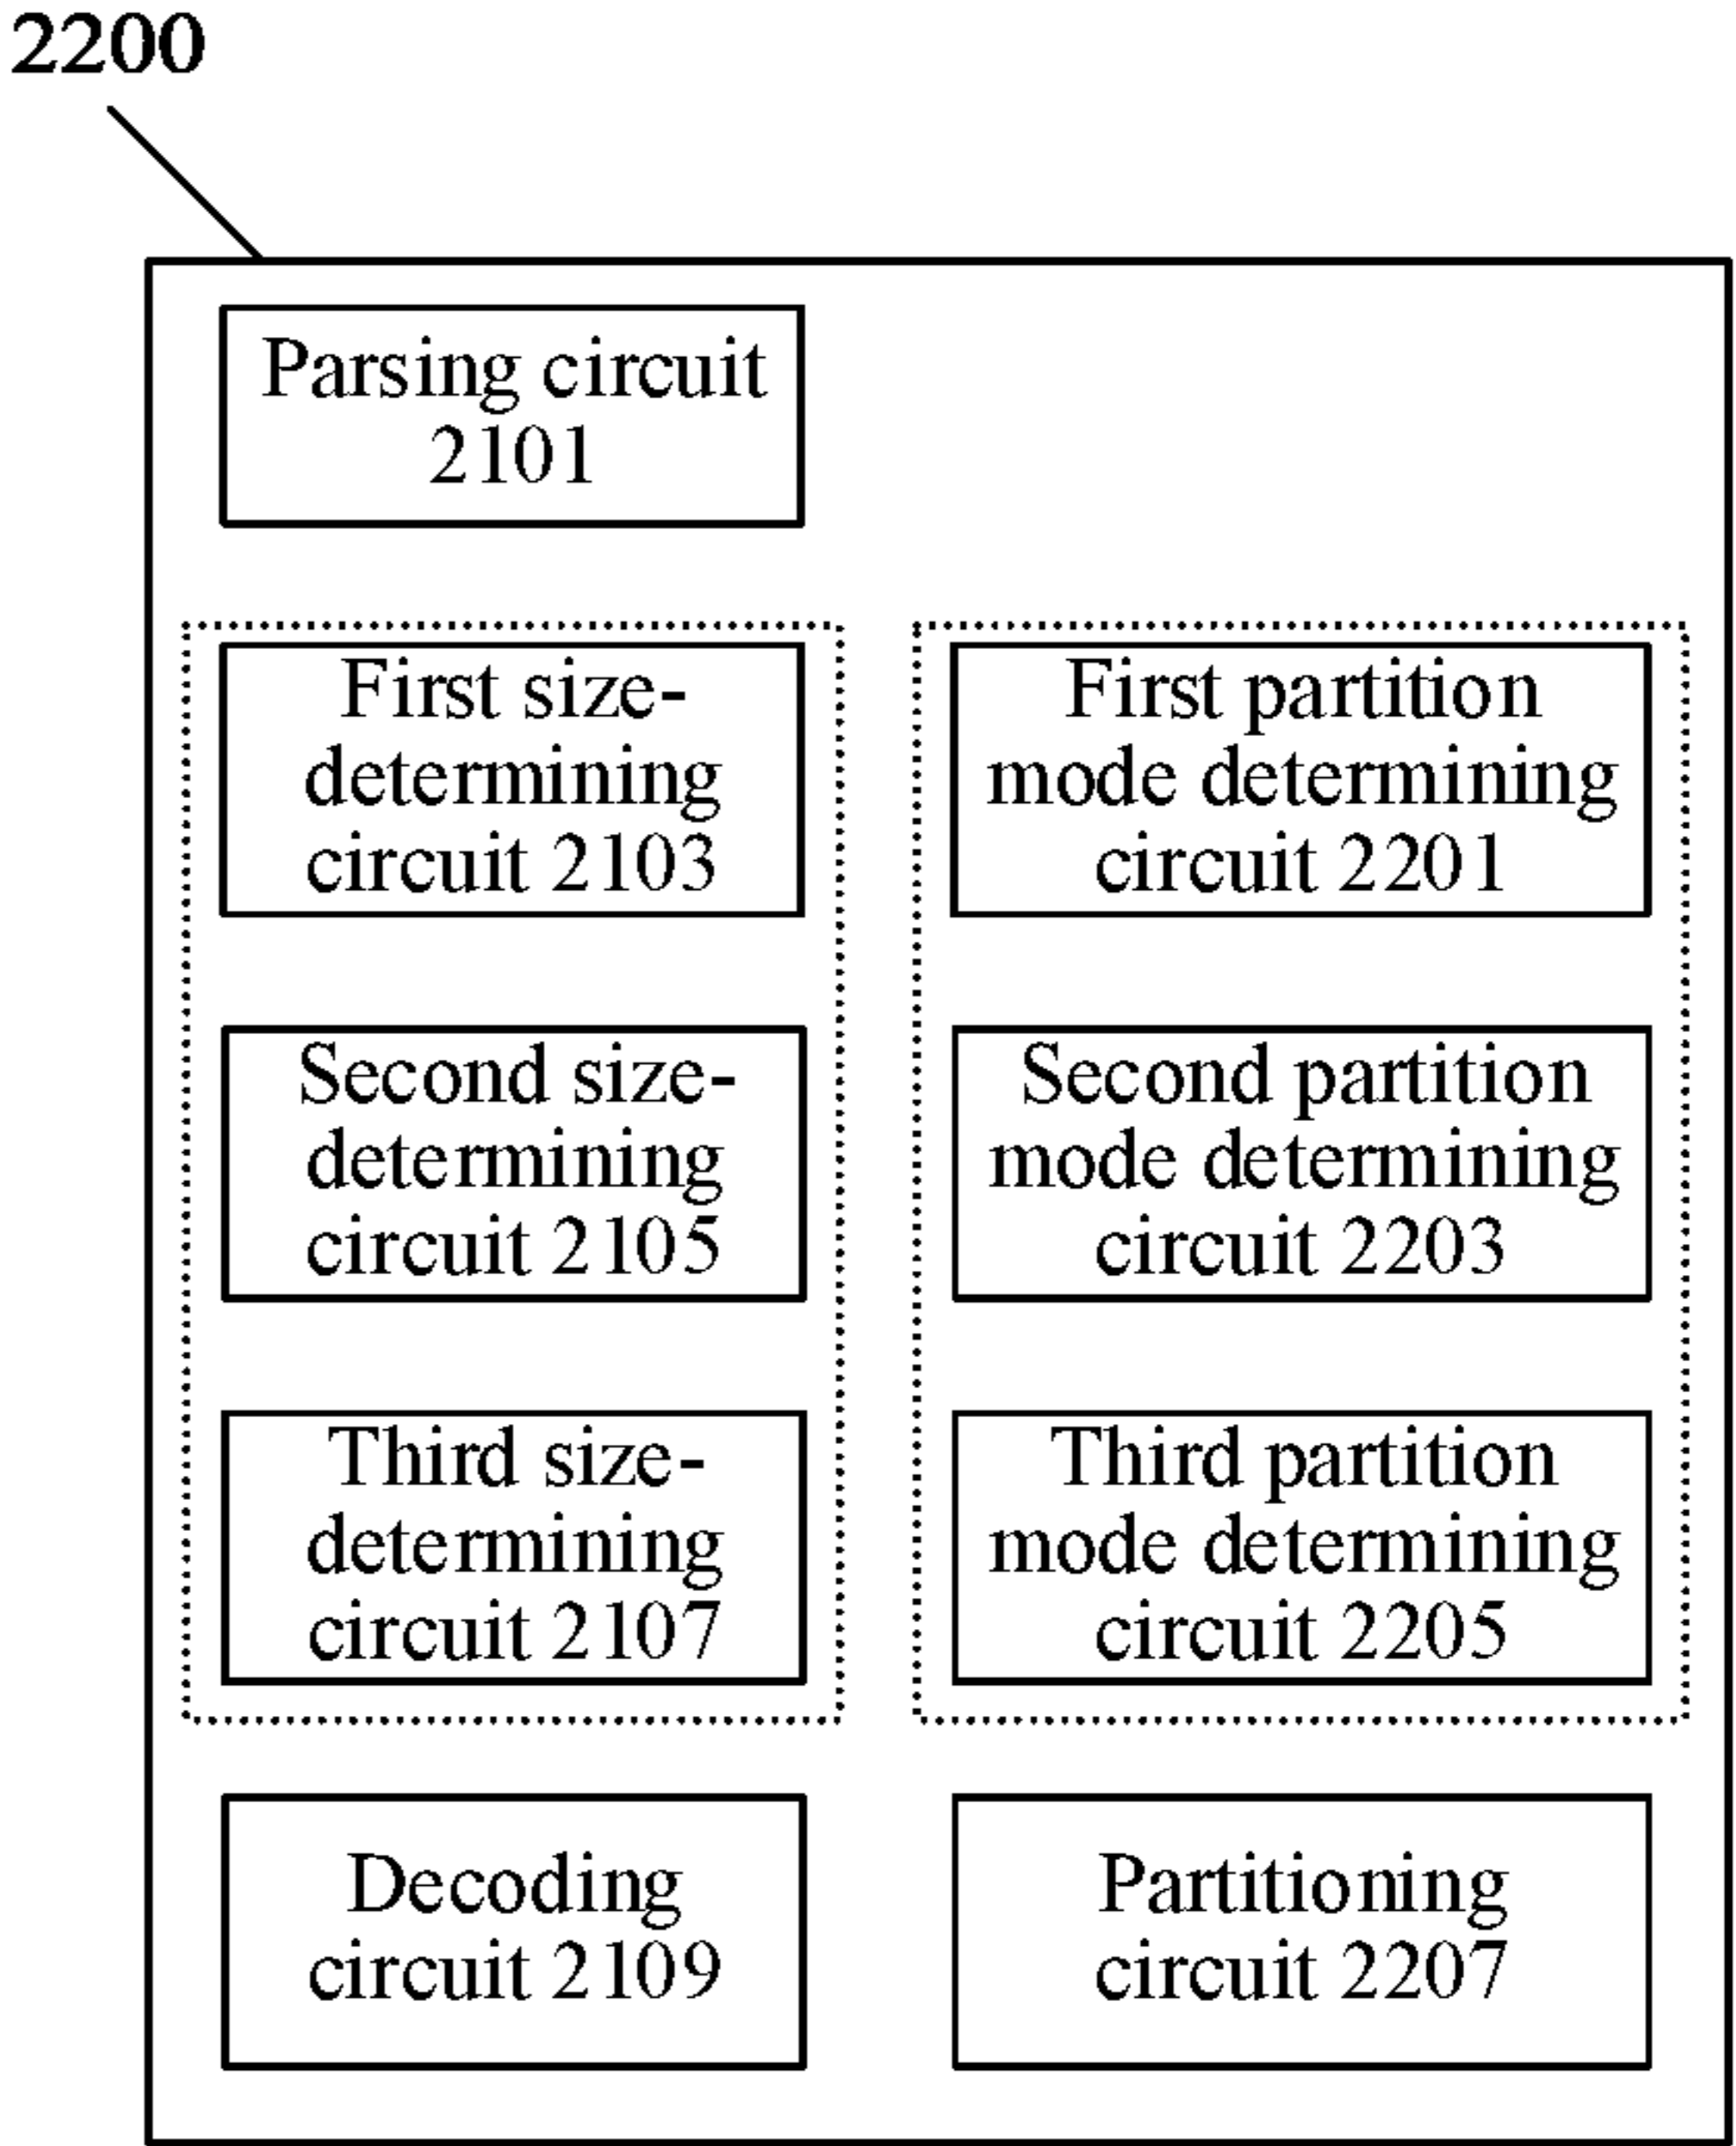 2200
Parsing circuit
2101
First size-
determining
circuit 2103
First partition
mode determining
circuit 2201
Second size-
determining
circuit 2105
Second partition
mode determining
circuit 2203
Third size-
determining
circuit 2107
Third partition
mode determining
circuit 2205
Decoding
circuit 2109
Partitioning
circuit 2207